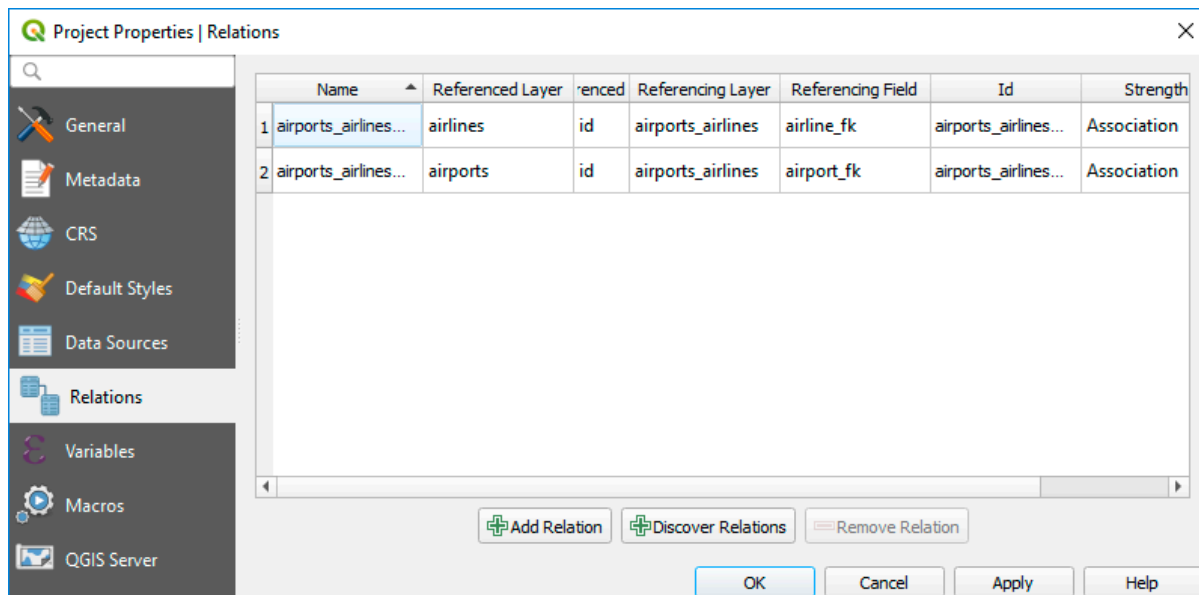 Project Properties | Relations
General
Metadata
CRS
Default Styles
Data Sources
Relations
Variables
Macros
QGIS Server
Name Referenced Layer renced Referencing Layer Referencing Field Id Strength
1 airports_airlines... airlines id airports_airlines airline_fk airports_airlines... Association
2 airports_airlines... airports id airports_airlines airport_fk airports_airlines... Association
Add Relation Discover Relations Remove Relation
OK Cancel Apply Help